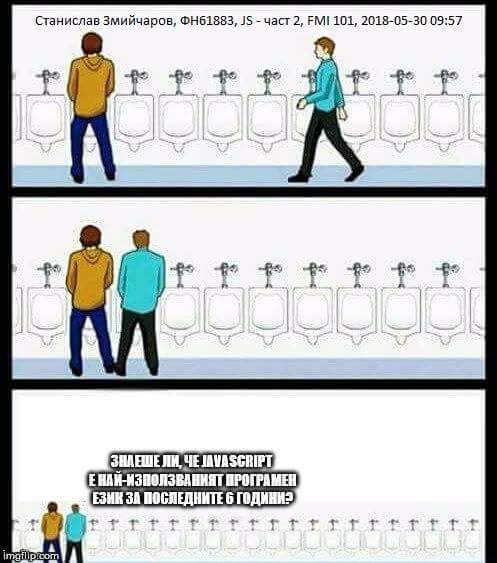 Станислав Змийчаров, ФН61883, JS - част 2, FMI 101, 2018-05-30 09:57
ЗНАЕШЕ ЛИ, ЧЕ JAVASCRIPT
Е НАЙ-ИЗПОЛЗВАНИЯТ ПРОГРАМЕН
ЕЗИК ЗА ПОСЛЕДНИТЕ 6 ГОДИНИ?
imgflip.com